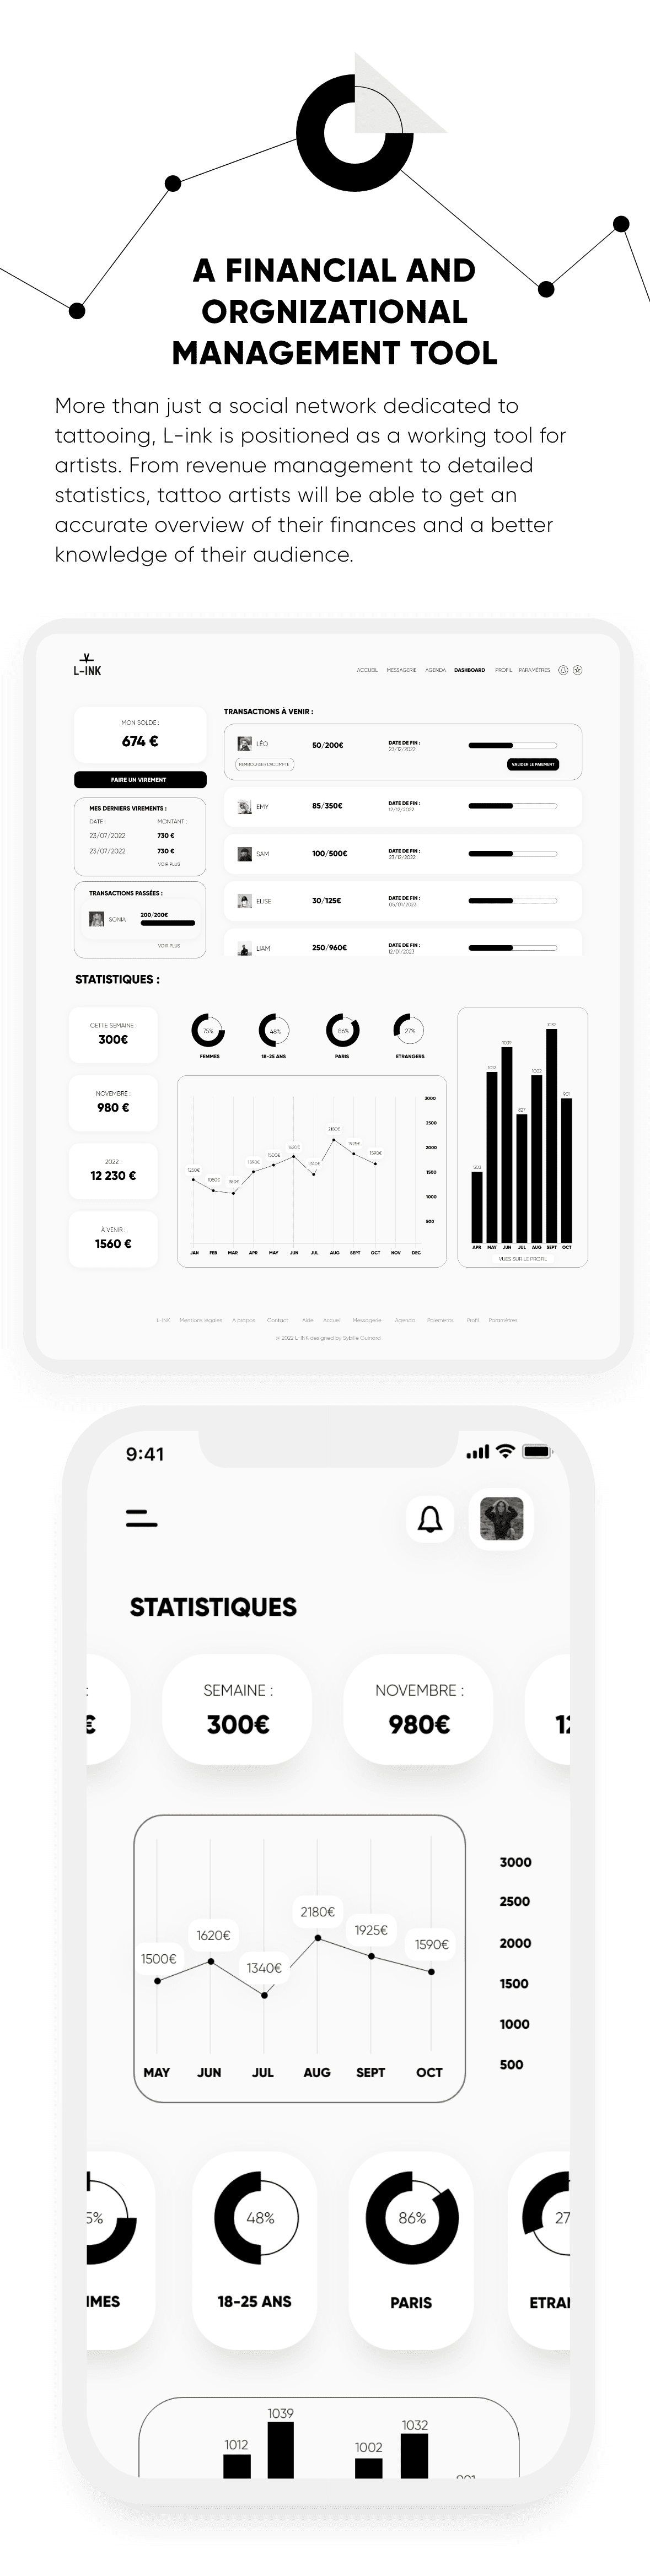 A FINANCIAL AND
ORGNIZATIONAL
MANAGEMENT TOOL
More than just a social network dedicated to
tattooing, L-ink is positioned as a working tool for
artists. From revenue management to detailed
statistics, tattoo artists will be able to get an
accurate overview of their finances and a better
knowledge of their audience.
L-INK
ACCUEIL MESSAGERIE AGENDA DASHBOARD PROFIL PARAMÈTRES
MON SOLDE :
674 €
FAIRE UN VIREMENT
MES DERNIERS VIREMENTS :
DATE : MONTANT :
23/07/2022 730 €
23/07/2022 730 €
VOIR PLUS
TRANSACTIONS PASSÉES :
SONIA 200/200€
VOIR PLUS
TRANSACTIONS À VENIR :
LÉO 50/200€ DATE DE FIN :
23/12/2022
REMBOURSER L'ACOMPTE VALIDER LE PAIEMENT
EMY 85/350€ DATE DE FIN :
12/12/2022
SAM 100/500€ DATE DE FIN :
23/12/2022
ELISE 30/125€ DATE DE FIN :
05/01/2023
LIAM 250/960€ DATE DE FIN :
12/01/2023
STATISTIQUES :
CETTE SEMAINE :
300€
NOVEMBRE :
980 €
2022 :
12 230 €
À VENIR :
1560 €
75% 48% 86% 27%
FEMMES 18-25 ANS PARIS ETRANGERS
3000
2500
2000
1500
1000
500
2180€
1620€ 1925€
1500€ 1590€
1250€ 1340€
JAN FEB MAR APR MAY JUN JUL AUG SEPT OCT NOV DEC
1039
1012
1002
827
901
503
APR MAY JUN JUL AUG SEPT OCT
VUES SUR LE PROFIL
L-INK Mentions légales A propos Contact Aide Accueil Messagerie Agenda Paiements Profil Paramètres
© 2022 L-INK designed by Sybille Guinard
9:41
STATISTIQUES
: SEMAINE : NOVEMBRE :
€ 300€ 980€ 12
3000
2500
2000
1500
1000
500
2180€
1620€ 1925€
1500€ 1340€ 1590€
MAY JUN JUL AUG SEPT OCT
5% 48% 86% 27
MMES 18-25 ANS PARIS ETRAN
1039
1012 1002 1032
901